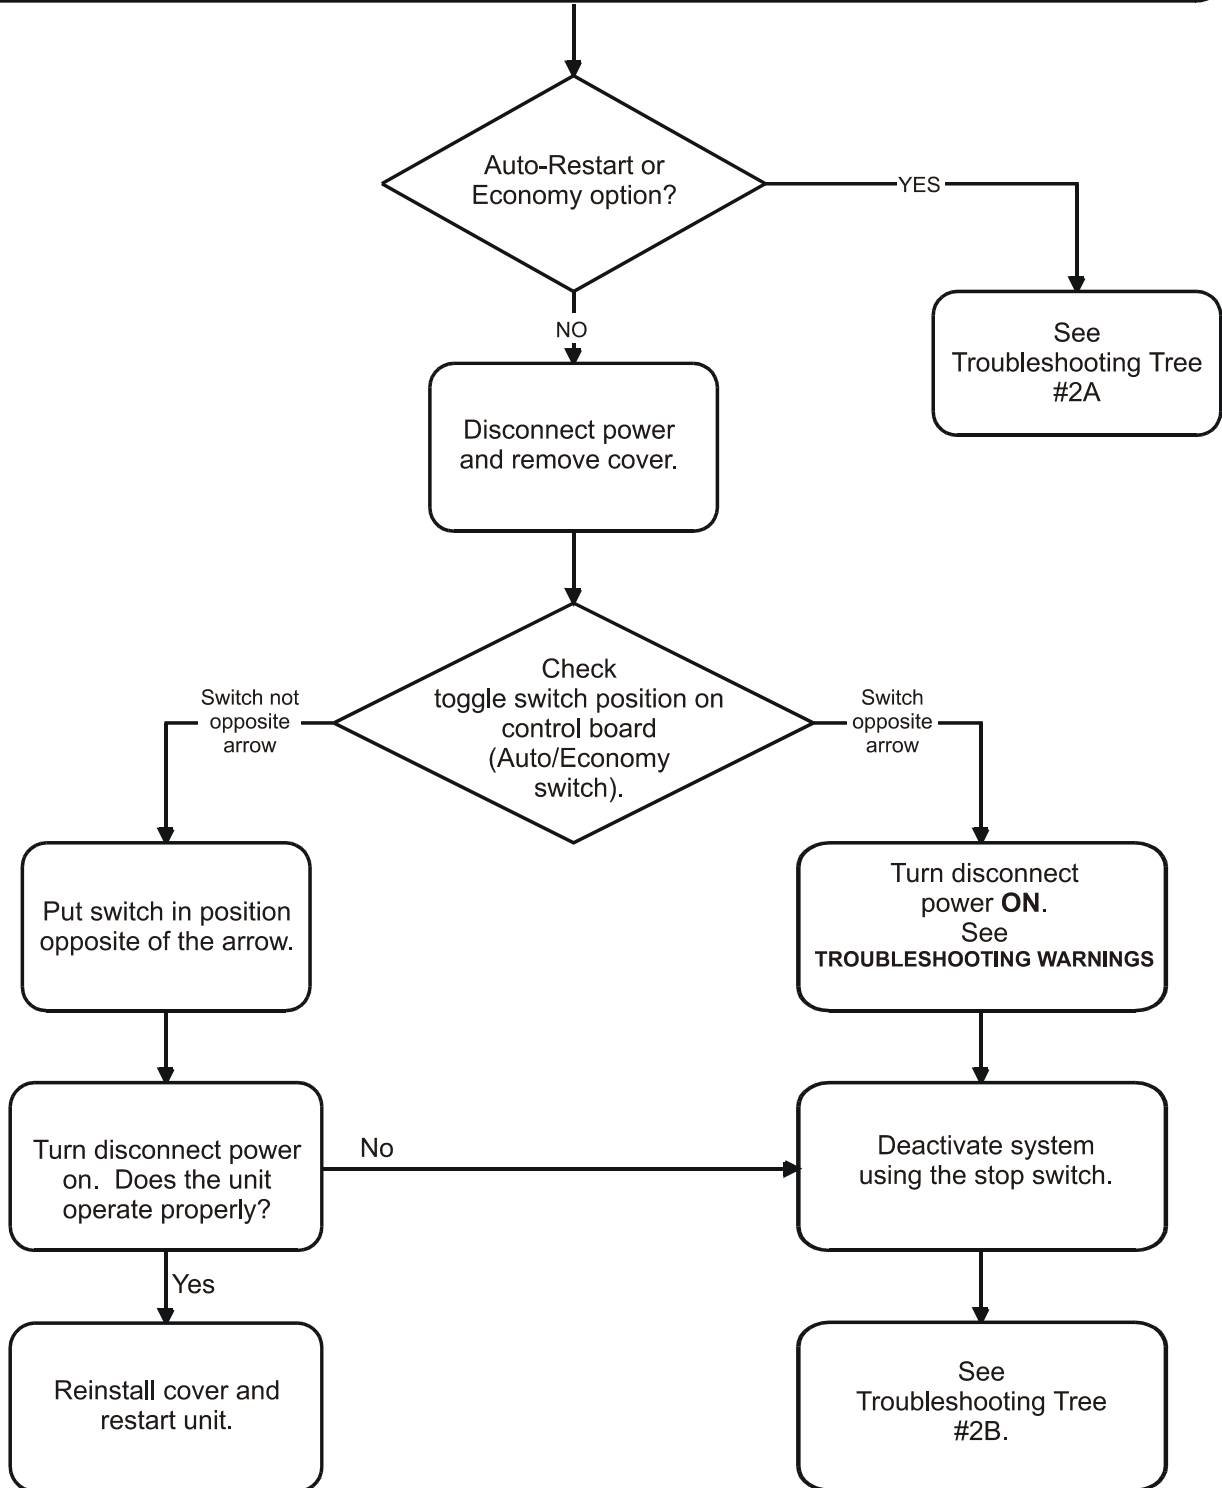 Auto-Restart or
Economy option?
YES
See
Troubleshooting Tree
#2A
NO
Disconnect power
and remove cover.
Check
toggle switch position on
control board
(Auto/Economy
switch).
Switch not
opposite
arrow
Switch
opposite
arrow
Put switch in position
opposite of the arrow.
Turn disconnect
power ON.
See
TROUBLESHOOTING WARNINGS
Turn disconnect power
on.  Does the unit
operate properly?
No
Deactivate system
using the stop switch.
Yes
Reinstall cover and
restart unit.
See
Troubleshooting Tree
#2B.